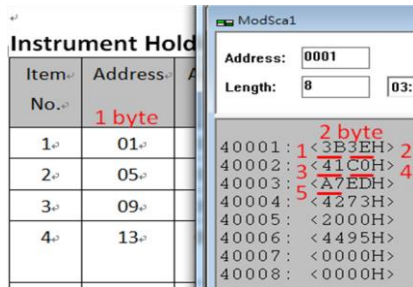 Instrument Hold
Item No.
Address
A
1 byte
1 01
2 05
3 09
4 13
ModSca1
Address: 0001
Length: 8
03:
2 byte
40001: 1 <3B3EH> 2
40002: 3 <41C0H> 4
40003: 5 <A7EDH>
40004: <4273H>
40005: <2000H>
40006: <4495H>
40007: <0000H>
40008: <0000H>